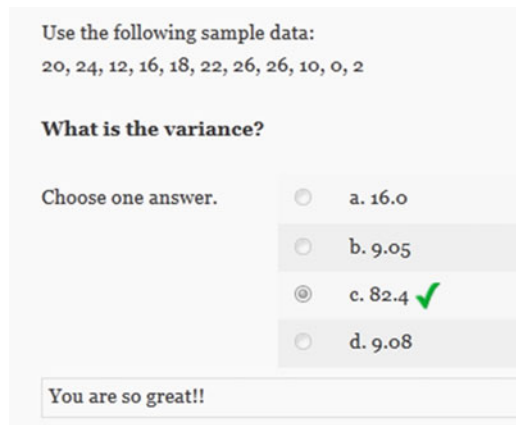 Use the following sample data:
20, 24, 12, 16, 18, 22, 26, 26, 10, 0, 2
What is the variance?
Choose one answer.
a. 16.0
b. 9.05
c. 82.4
d. 9.08
You are so great!!